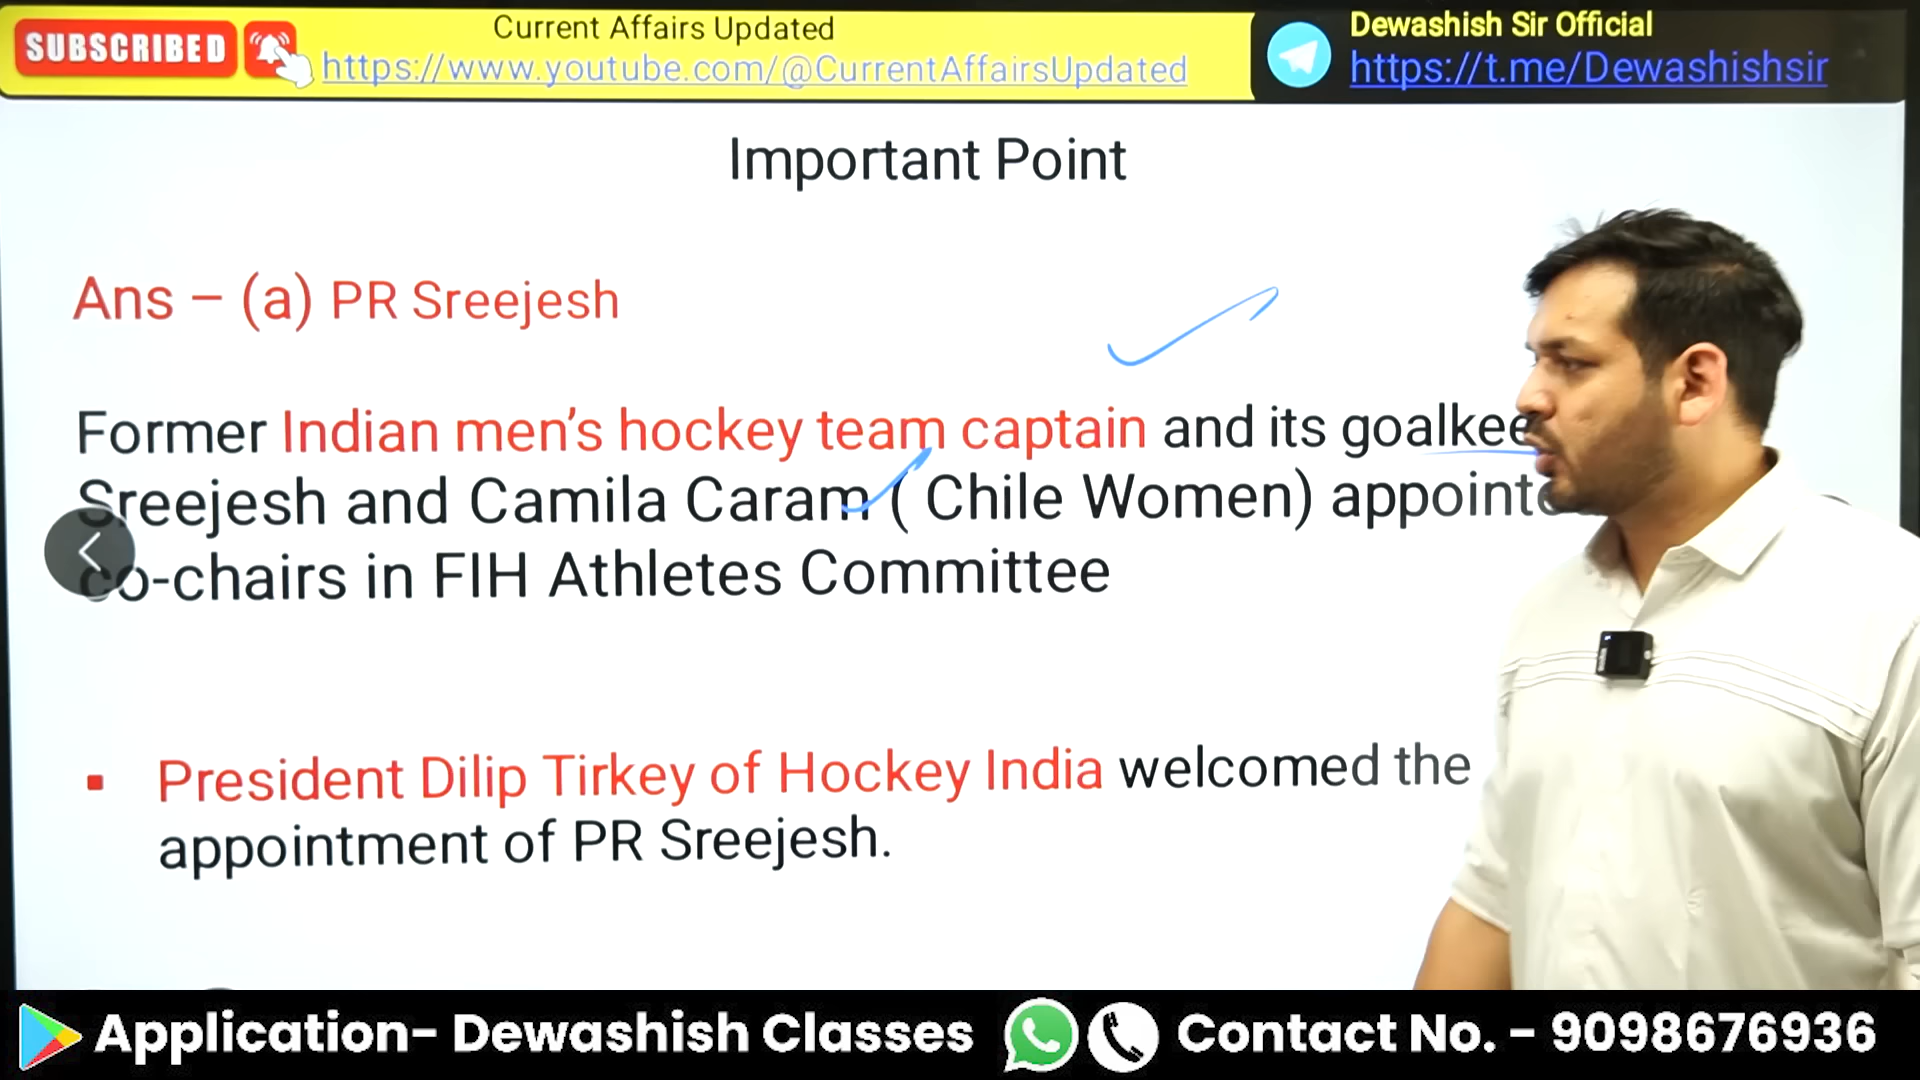 SUBSCRIBED
Current Affairs Updated
https://www.youtube.com/@CurrentAffairsUpdated
Dewashish Sir Official
https://t.me/Dewashishsir
Important Point
Ans – (a) PR Sreejesh
Former Indian men's hockey team captain and its
Sreejesh and Camila Caram ( Chile Women)
co-chairs in FIH Athletes Committee
▪ President Dilip Tirkey of Hockey India welcomed the
appointment of PR Sreejesh.
Application- Dewashish Classes
Contact No. - 9098676936